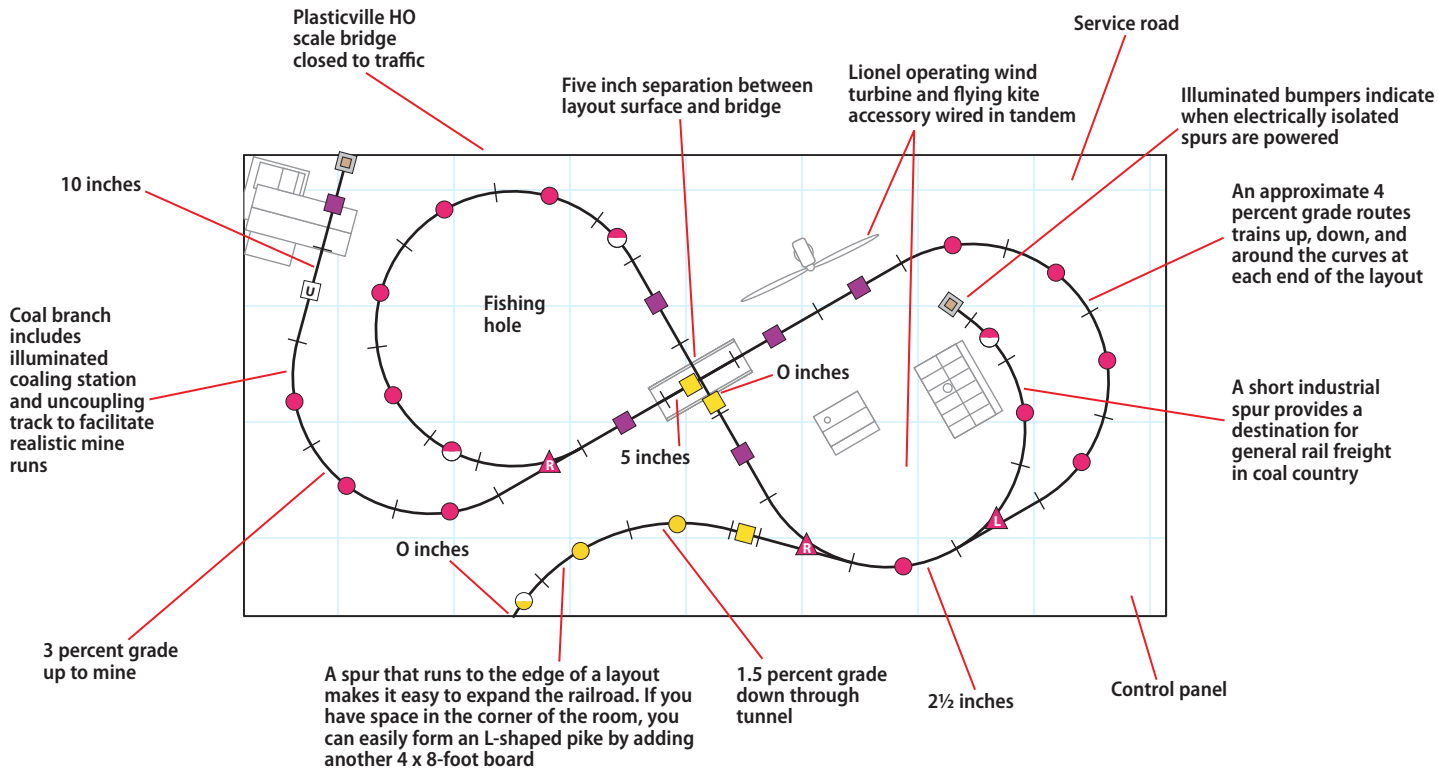 Plasticville HO
scale bridge
closed to traffic
Service road
Five inch separation between
layout surface and bridge
Lionel operating wind
turbine and flying kite
accessory wired in tandem
Illuminated bumpers indicate
when electrically isolated
spurs are powered
10 inches
An approximate 4
percent grade routes
trains up, down, and
around the curves at
each end of the layout
U
Fishing
hole
Coal branch
includes
illuminated
coaling station
and uncoupling
track to facilitate
realistic mine
runs
O inches
A short industrial
spur provides a
destination for
general rail freight
in coal country
5 inches
R
L
R
O inches
3 percent grade
up to mine
A spur that runs to the edge of a layout
makes it easy to expand the railroad. If you
have space in the corner of the room, you
can easily form an L-shaped pike by adding
another 4 x 8-foot board
1.5 percent grade
down through
tunnel
2½ inches
Control panel